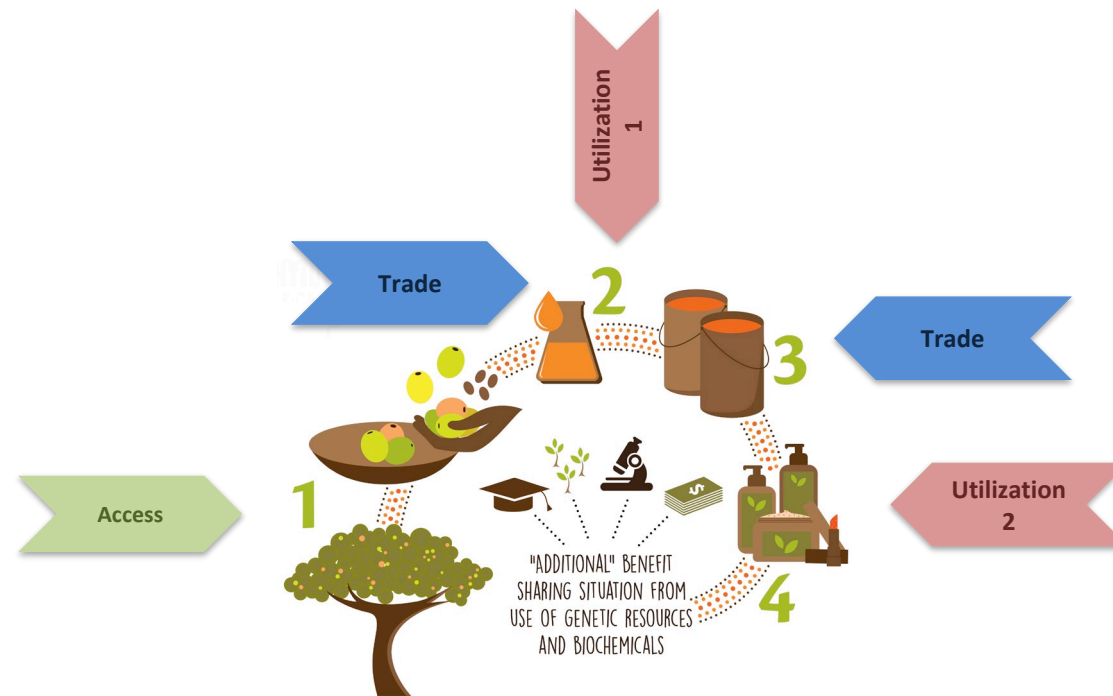 Utilization
1
Trade
2
Trade
3
Access
1
Utilization
2
"ADDITIONAL" BENEFIT
SHARING SITUATION FROM
USE OF GENETIC RESOURCES
AND BIOCHEMICALS
4
$